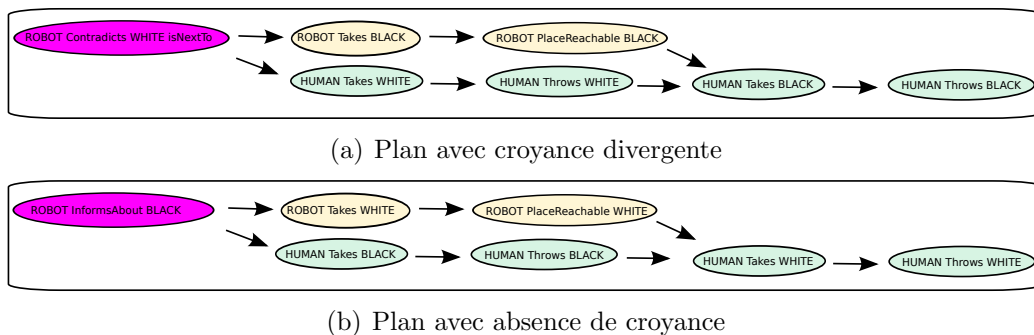 ROBOT Contradicts WHITE isNextTo
ROBOT Takes BLACK
ROBOT PlaceReachable BLACK
HUMAN Takes WHITE
HUMAN Throws WHITE
HUMAN Takes BLACK
HUMAN Throws BLACK
(a) Plan avec croyance divergente
ROBOT InformsAbout BLACK
ROBOT Takes WHITE
ROBOT PlaceReachable WHITE
HUMAN Takes BLACK
HUMAN Throws BLACK
HUMAN Takes WHITE
HUMAN Throws WHITE
(b) Plan avec absence de croyance